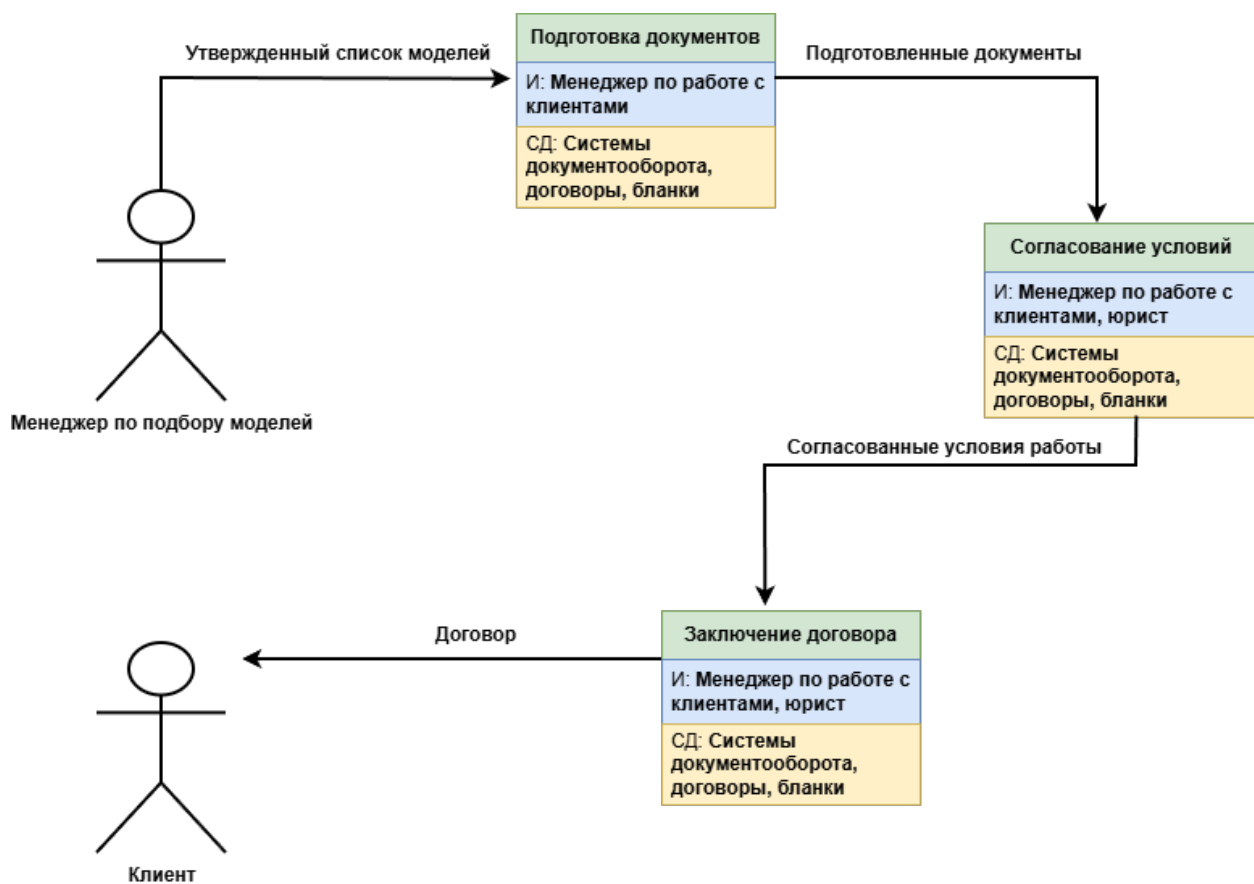 Утвержденный список моделей
Подготовка документов
И: Менеджер по работе с
клиентами
СД: Системы
документооборота,
договоры, бланки
Подготовленные документы
Менеджер по подбору моделей
Согласование условий
И: Менеджер по работе с
клиентами, юрист
СД: Системы
документооборота,
договоры, бланки
Согласованные условия работы
Договор
Заключение договора
И: Менеджер по работе с
клиентами, юрист
СД: Системы
документооборота,
договоры, бланки
Клиент